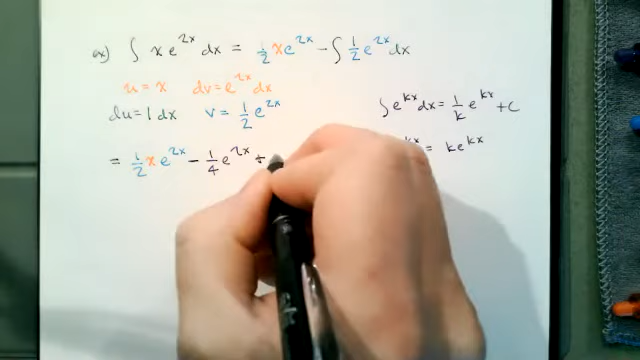 ex) ∫ x e^{2x} dx = 1/2 x e^{2x} - ∫ 1/2 e^{2x} dx
u = x dv = e^{2x} dx
du = 1 dx v = 1/2 e^{2x}
∫ e^{kx} dx = 1/k e^{kx} + C
= 1/2 x e^{2x} - 1/4 e^{2x} +
= k e^{kx}